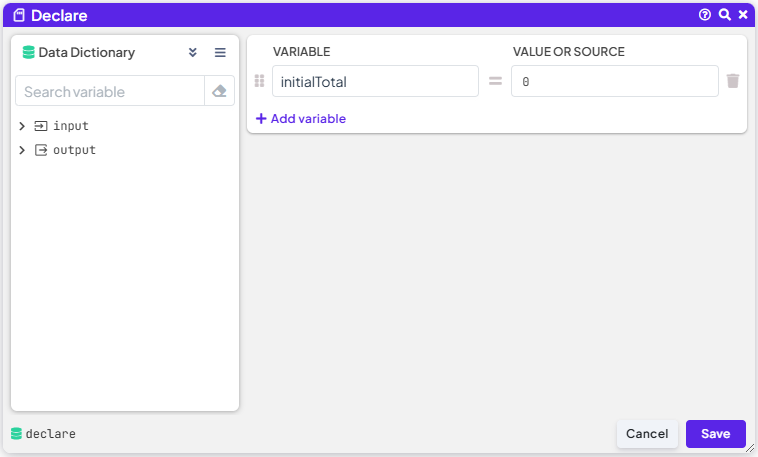 Declare
Data Dictionary
Search variable
input
output
VARIABLE VALUE OR SOURCE
initialTotal = 0
+ Add variable
declare
Cancel Save